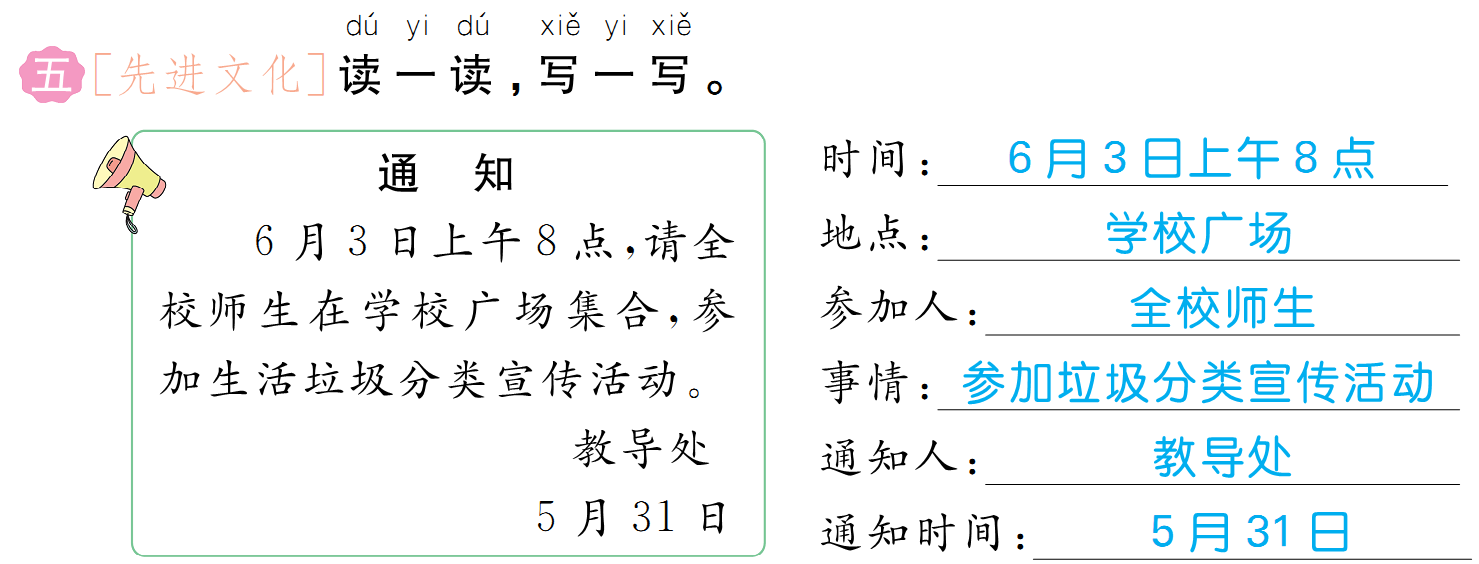 dú yi dú xiě yi xiě
五 [先进文化] 读一读，写一写。
通 知
6月3日上午8点，请全
校师生在学校广场集合，参
加生活垃圾分类宣传活动。
教导处
5月31日
时间：6月3日上午8点
地点：学校广场
参加人：全校师生
事情：参加垃圾分类宣传活动
通知人：教导处
通知时间：5月31日